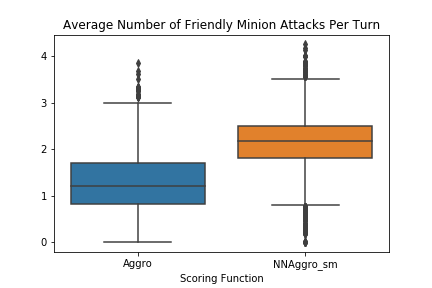 Average Number of Friendly Minion Attacks Per Turn
4
3
2
1
0
Aggro NNAggro_sm
Scoring Function